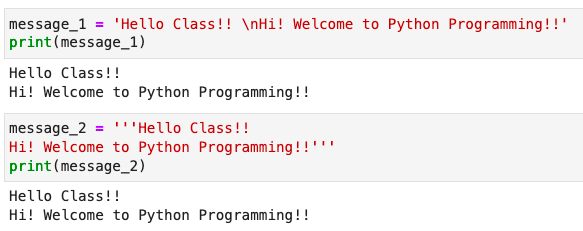 message_1 = 'Hello Class!! \nHi! Welcome to Python Programming!!'
print(message_1)
Hello Class!!
Hi! Welcome to Python Programming!!
message_2 = '''Hello Class!!
Hi! Welcome to Python Programming!!'''
print(message_2)
Hello Class!!
Hi! Welcome to Python Programming!!